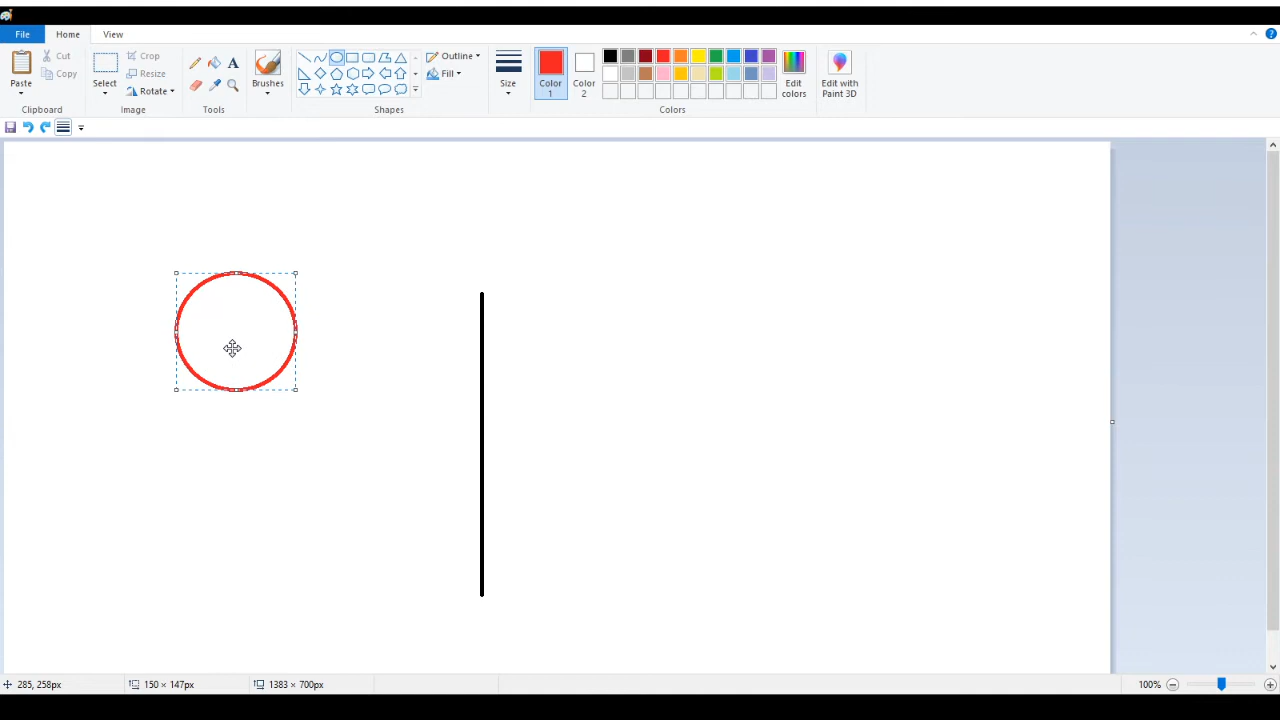 File Home View
Paste Cut Copy Select Crop Resize Rotate Brushes Outline Fill Size Color 1 Color 2 Edit colors Edit with Paint 3D
Clipboard Image Tools Shapes Colors
285, 258px 150 × 147px 1383 × 700px 100%